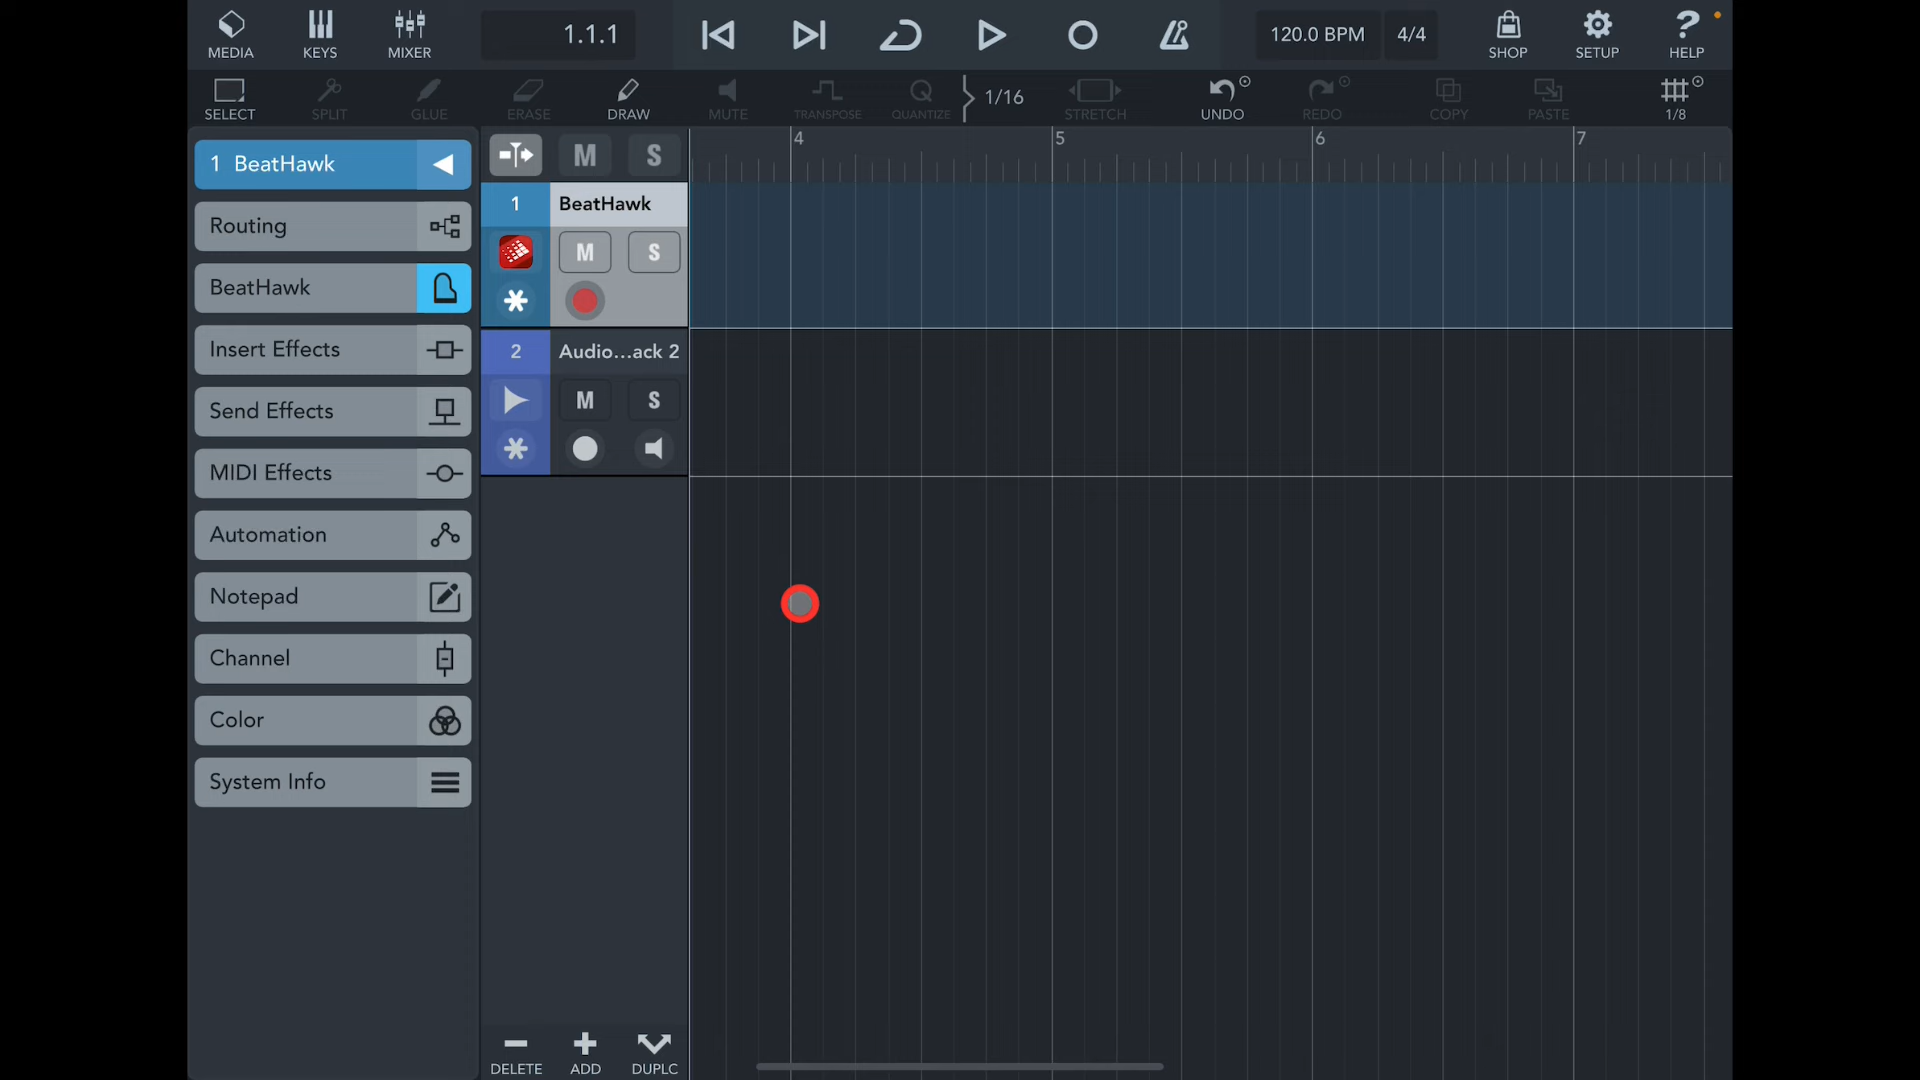 MEDIA
KEYS
MIXER
1.1.1
120.0 BPM
4/4
SHOP
SETUP
HELP
SELECT
SPLIT
GLUE
ERASE
DRAW
MUTE
TRANSPOSE
QUANTIZE
1/16
STRETCH
UNDO
REDO
COPY
PASTE
1/8
1 BeatHawk
Routing
BeatHawk
Insert Effects
Send Effects
MIDI Effects
Automation
Notepad
Channel
Color
System Info
M S
1 BeatHawk
M S
2 Audio...ack 2
M S
DELETE
ADD
DUPLC
4
5
6
7